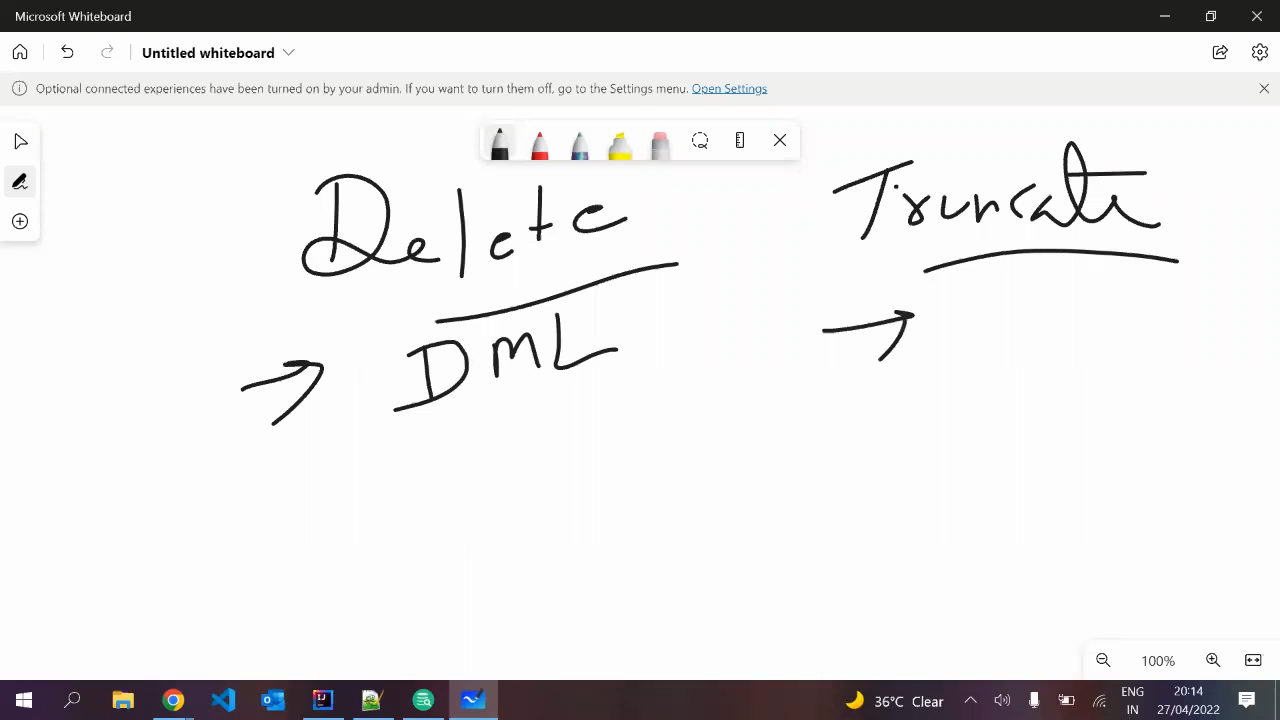 Microsoft Whiteboard
Untitled whiteboard
Optional connected experiences have been turned on by your admin. If you want to turn them off, go to the Settings menu. Open Settings
Delete
Truncate
DML
100%
36°C Clear
ENG
IN
20:14
27/04/2022